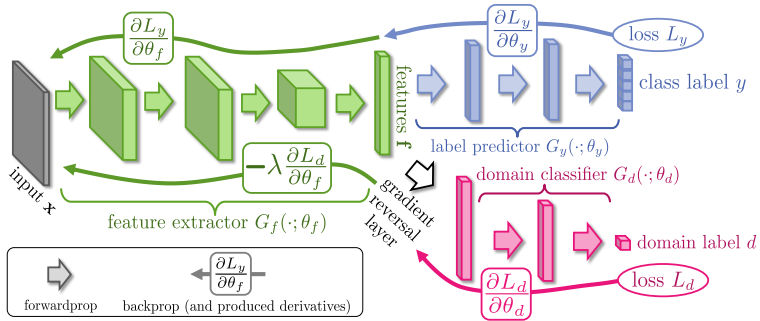 ∂L_y/∂θ_f
∂L_y/∂θ_y
loss L_y
features f
class label y
label predictor G_y(·;θ_y)
−λ ∂L_d/∂θ_f
input x
feature extractor G_f(·;θ_f)
gradient
reversal
layer
domain classifier G_d(·;θ_d)
domain label d
∂L_d/∂θ_d
loss L_d
∂L_y/∂θ_f
forwardprop
backprop (and produced derivatives)